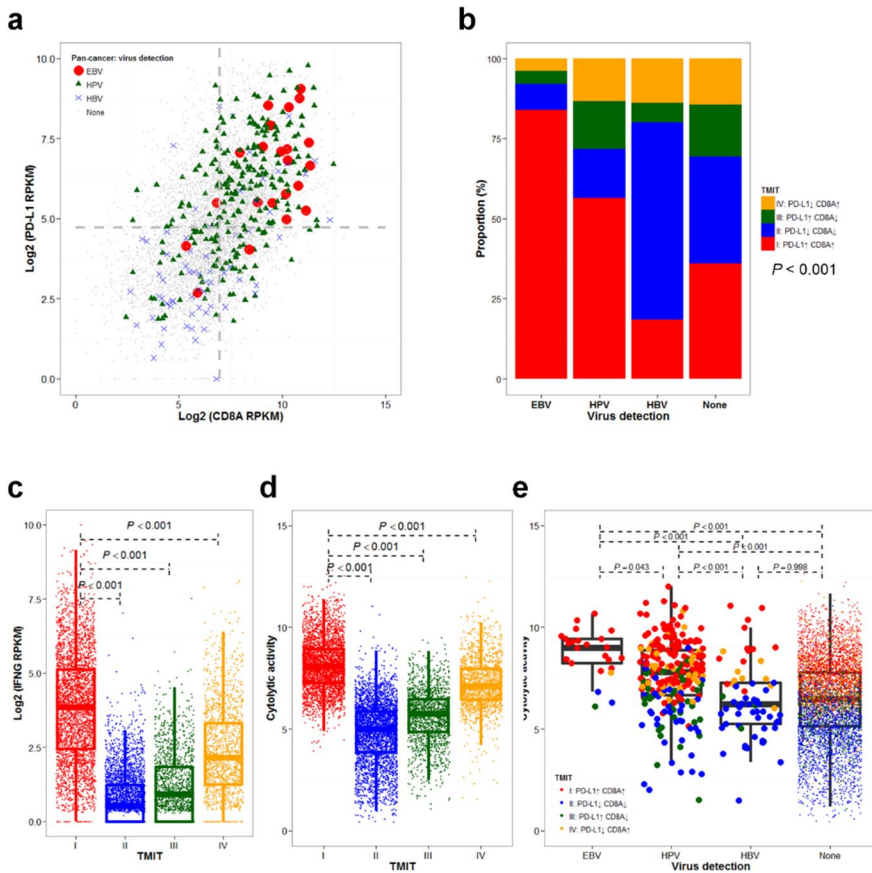 a
Pan-cancer: virus detection
EBV
HPV
HBV
None
10.0
7.5
5.0
2.5
0.0
Log2 (PD-L1 RPKM)
0 5 10 15
Log2 (CD8A RPKM)
b
100
75
50
25
0
Proportion (%)
EBV HPV HBV None
Virus detection
TMIT
IV: PD-L1↓ CD8A↑
III: PD-L1↑ CD8A↓
II: PD-L1↓ CD8A↓
I: PD-L1↑ CD8A↑
P < 0.001
c
10.0
7.5
5.0
2.5
0.0
Log2 (IFNG RPKM)
P < 0.001
P < 0.001
P < 0.001
I II III IV
TMIT
d
15
10
5
0
Cytolytic activity
P < 0.001
P < 0.001
P < 0.001
I II III IV
TMIT
e
15
10
5
0
Cytolytic activity
P < 0.001
P < 0.001
P < 0.001
P = 0.043
P < 0.001
P = 0.998
TMIT
I: PD-L1↑ CD8A↑
II: PD-L1↓ CD8A↓
III: PD-L1↑ CD8A↓
IV: PD-L1↓ CD8A↑
EBV HPV HBV None
Virus detection